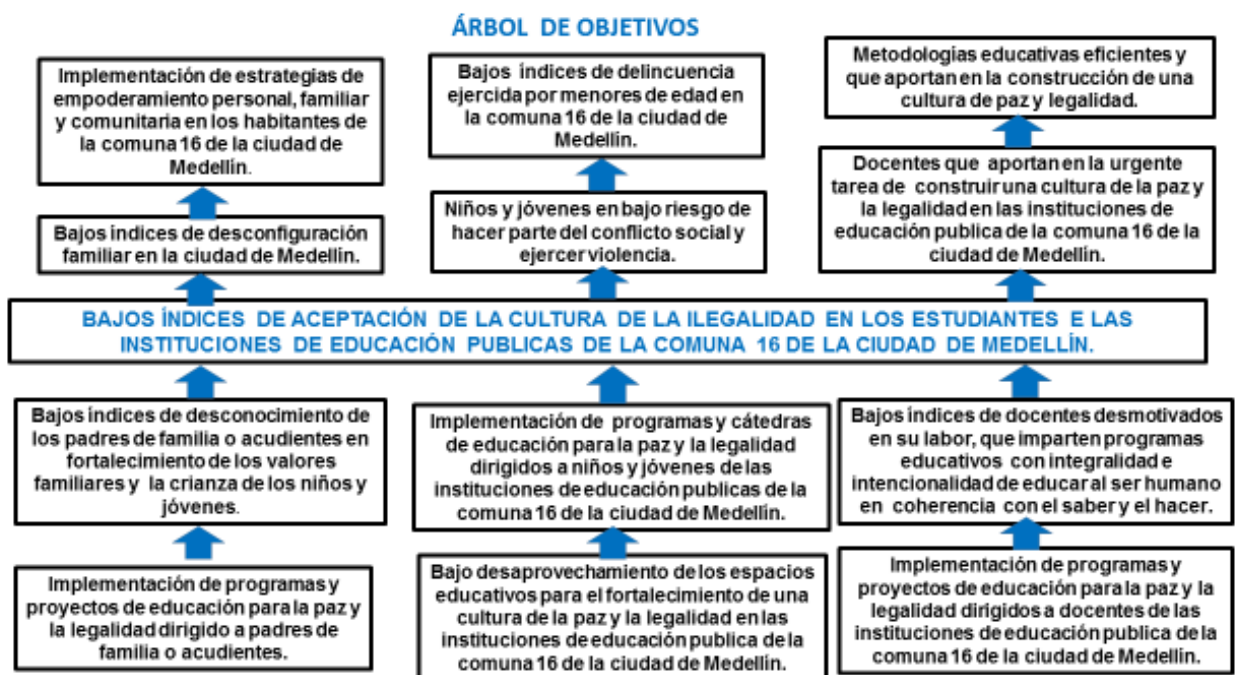 ÁRBOL DE OBJETIVOS
Implementación de estrategias de
empoderamiento personal, familiar
y comunitaria en los habitantes de
la comuna 16 de la ciudad de
Medellín.
Bajos índices de delincuencia
ejercida por menores de edad en
la comuna 16 de la ciudad de
Medellín.
Metodologías educativas eficientes y
que aportan en la construcción de una
cultura de paz y legalidad.
Bajos índices de desconfiguración
familiar en la ciudad de Medellín.
Niños y jóvenes en bajo riesgo de
hacer parte del conflicto social y
ejercer violencia.
Docentes que aportan en la urgente
tarea de construir una cultura de la paz y
la legalidad en las instituciones de
educación publica de la comuna 16 de la
ciudad de Medellín.
BAJOS ÍNDICES DE ACEPTACIÓN DE LA CULTURA DE LA ILEGALIDAD EN LOS ESTUDIANTES E LAS
INSTITUCIONES DE EDUCACIÓN PUBLICAS DE LA COMUNA 16 DE LA CIUDAD DE MEDELLÍN.
Bajos índices de desconocimiento de
los padres de familia o acudientes en
fortalecimiento de los valores
familiares y la crianza de los niños y
jóvenes.
Implementación de programas y cátedras
de educación para la paz y la legalidad
dirigidos a niños y jóvenes de las
instituciones de educación publicas de la
comuna 16 de la ciudad de Medellín.
Bajos índices de docentes desmotivados
en su labor, que imparten programas
educativos con integralidad e
intencionalidad de educar al ser humano
en coherencia con el saber y el hacer.
Implementación de programas y
proyectos de educación para la paz y
la legalidad dirigido a padres de
familia o acudientes.
Bajo desaprovechamiento de los espacios
educativos para el fortalecimiento de una
cultura de la paz y la legalidad en las
instituciones de educación publica de la
comuna 16 de la ciudad de Medellín.
Implementación de programas y
proyectos de educación para la paz y la
legalidad dirigidos a docentes de las
instituciones de educación publica de la
comuna 16 de la ciudad de Medellín.